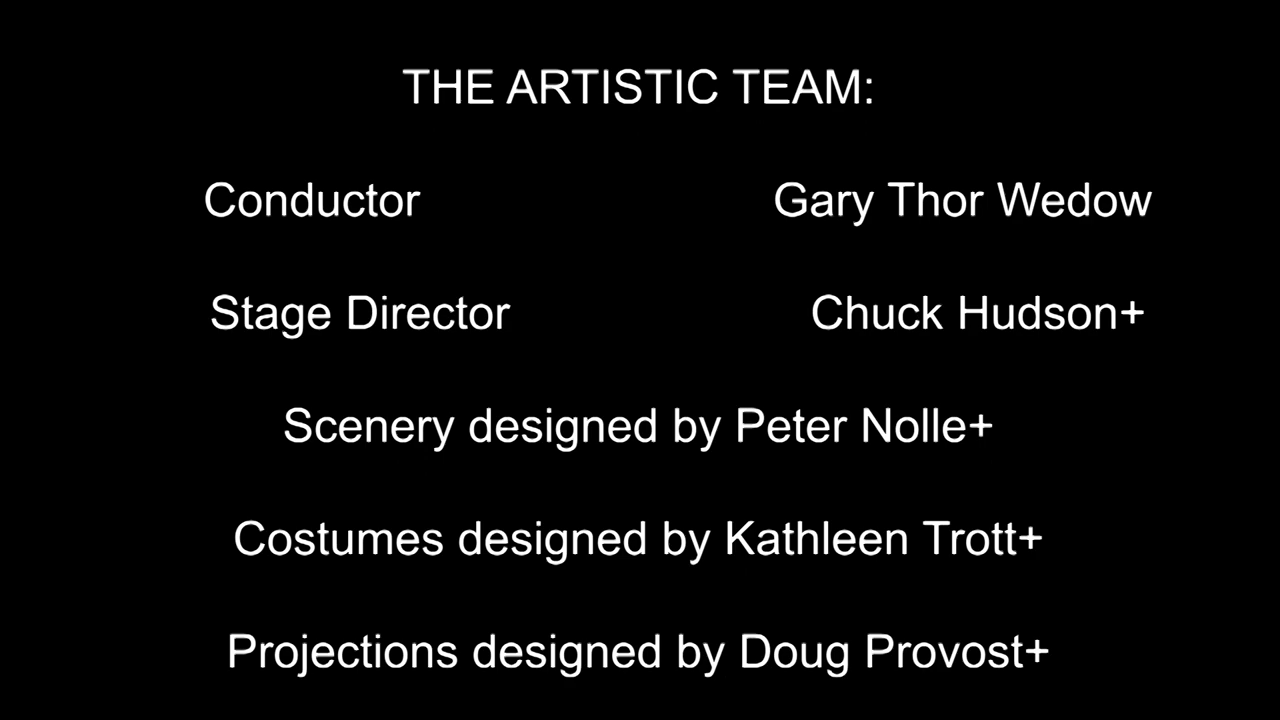 THE ARTISTIC TEAM:
Conductor Gary Thor Wedow
Stage Director Chuck Hudson+
Scenery designed by Peter Nolle+
Costumes designed by Kathleen Trott+
Projections designed by Doug Provost+